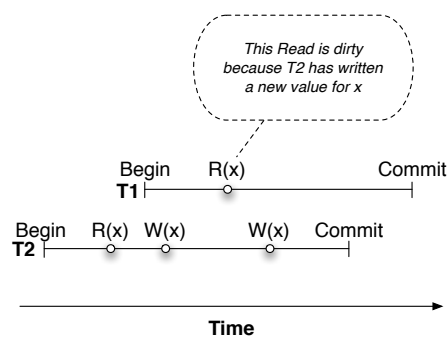 This Read is dirty
because T2 has written
a new value for x
Begin R(x) Commit
T1
Begin R(x) W(x) W(x) Commit
T2
Time